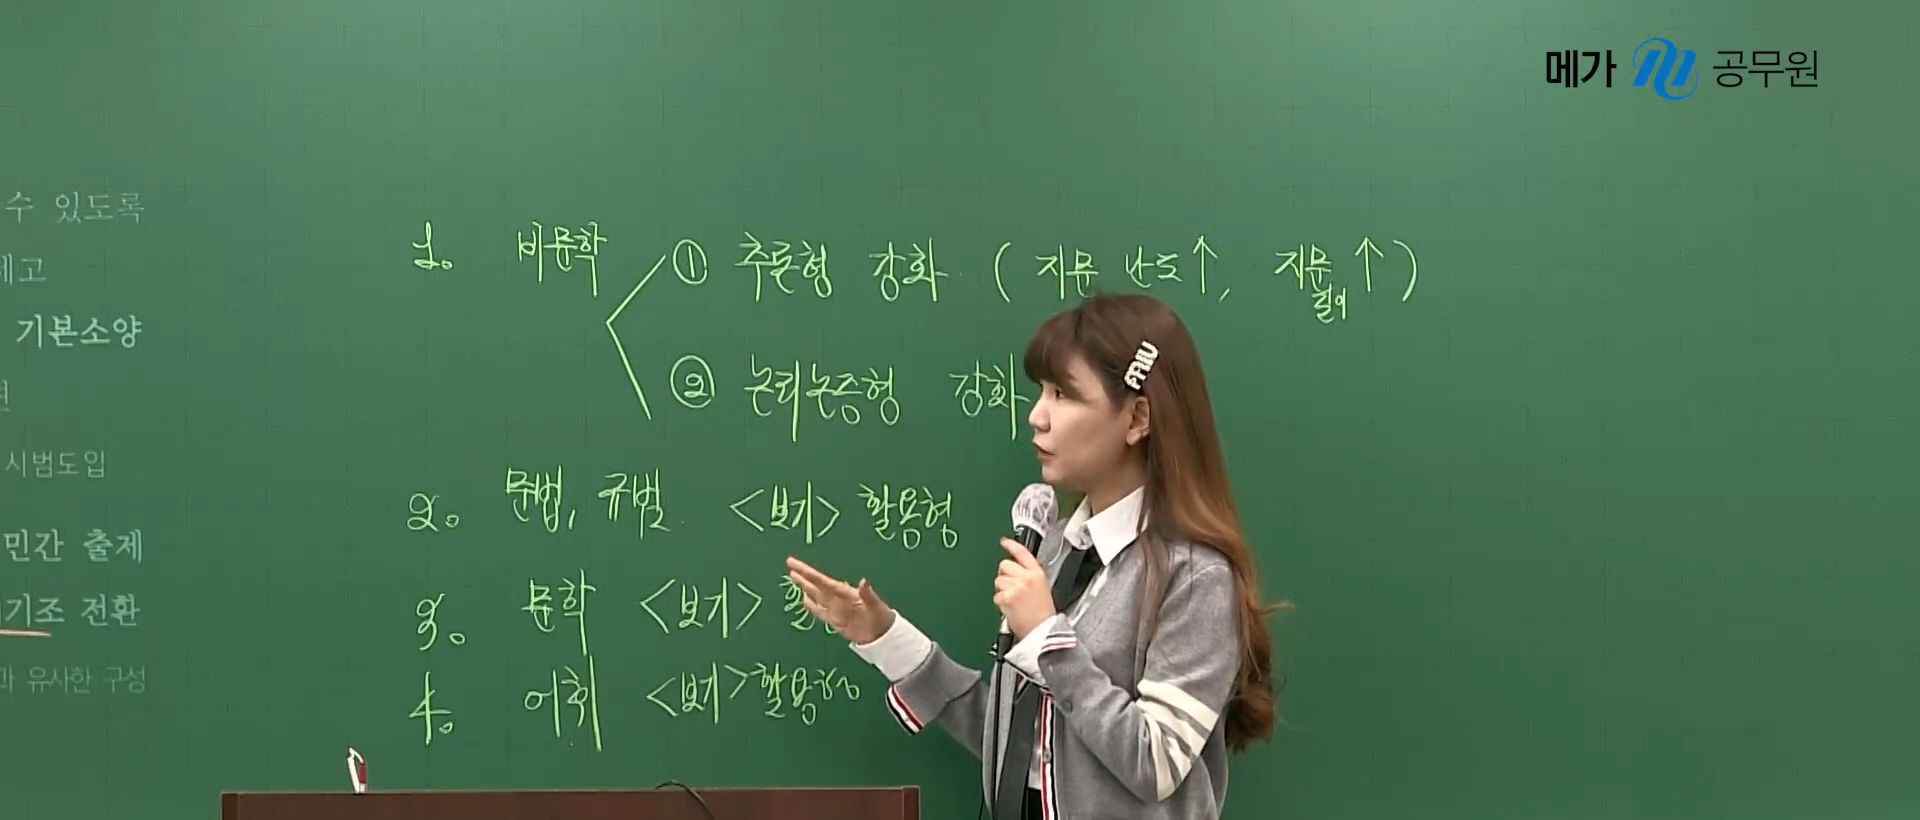 메가 공무원
수 있도록
기본소양
시범도입
민간 출제
기조 전환
과 유사한 구성
1. 비문학 ① 추론형 강화 ( 지문 난도↑, 지문길이↑ )
② 논리논증형 강화
2. 문법, 규범 <보기> 활용형
3. 문학 <보기> 활
4. 어휘 <보기> 활용형